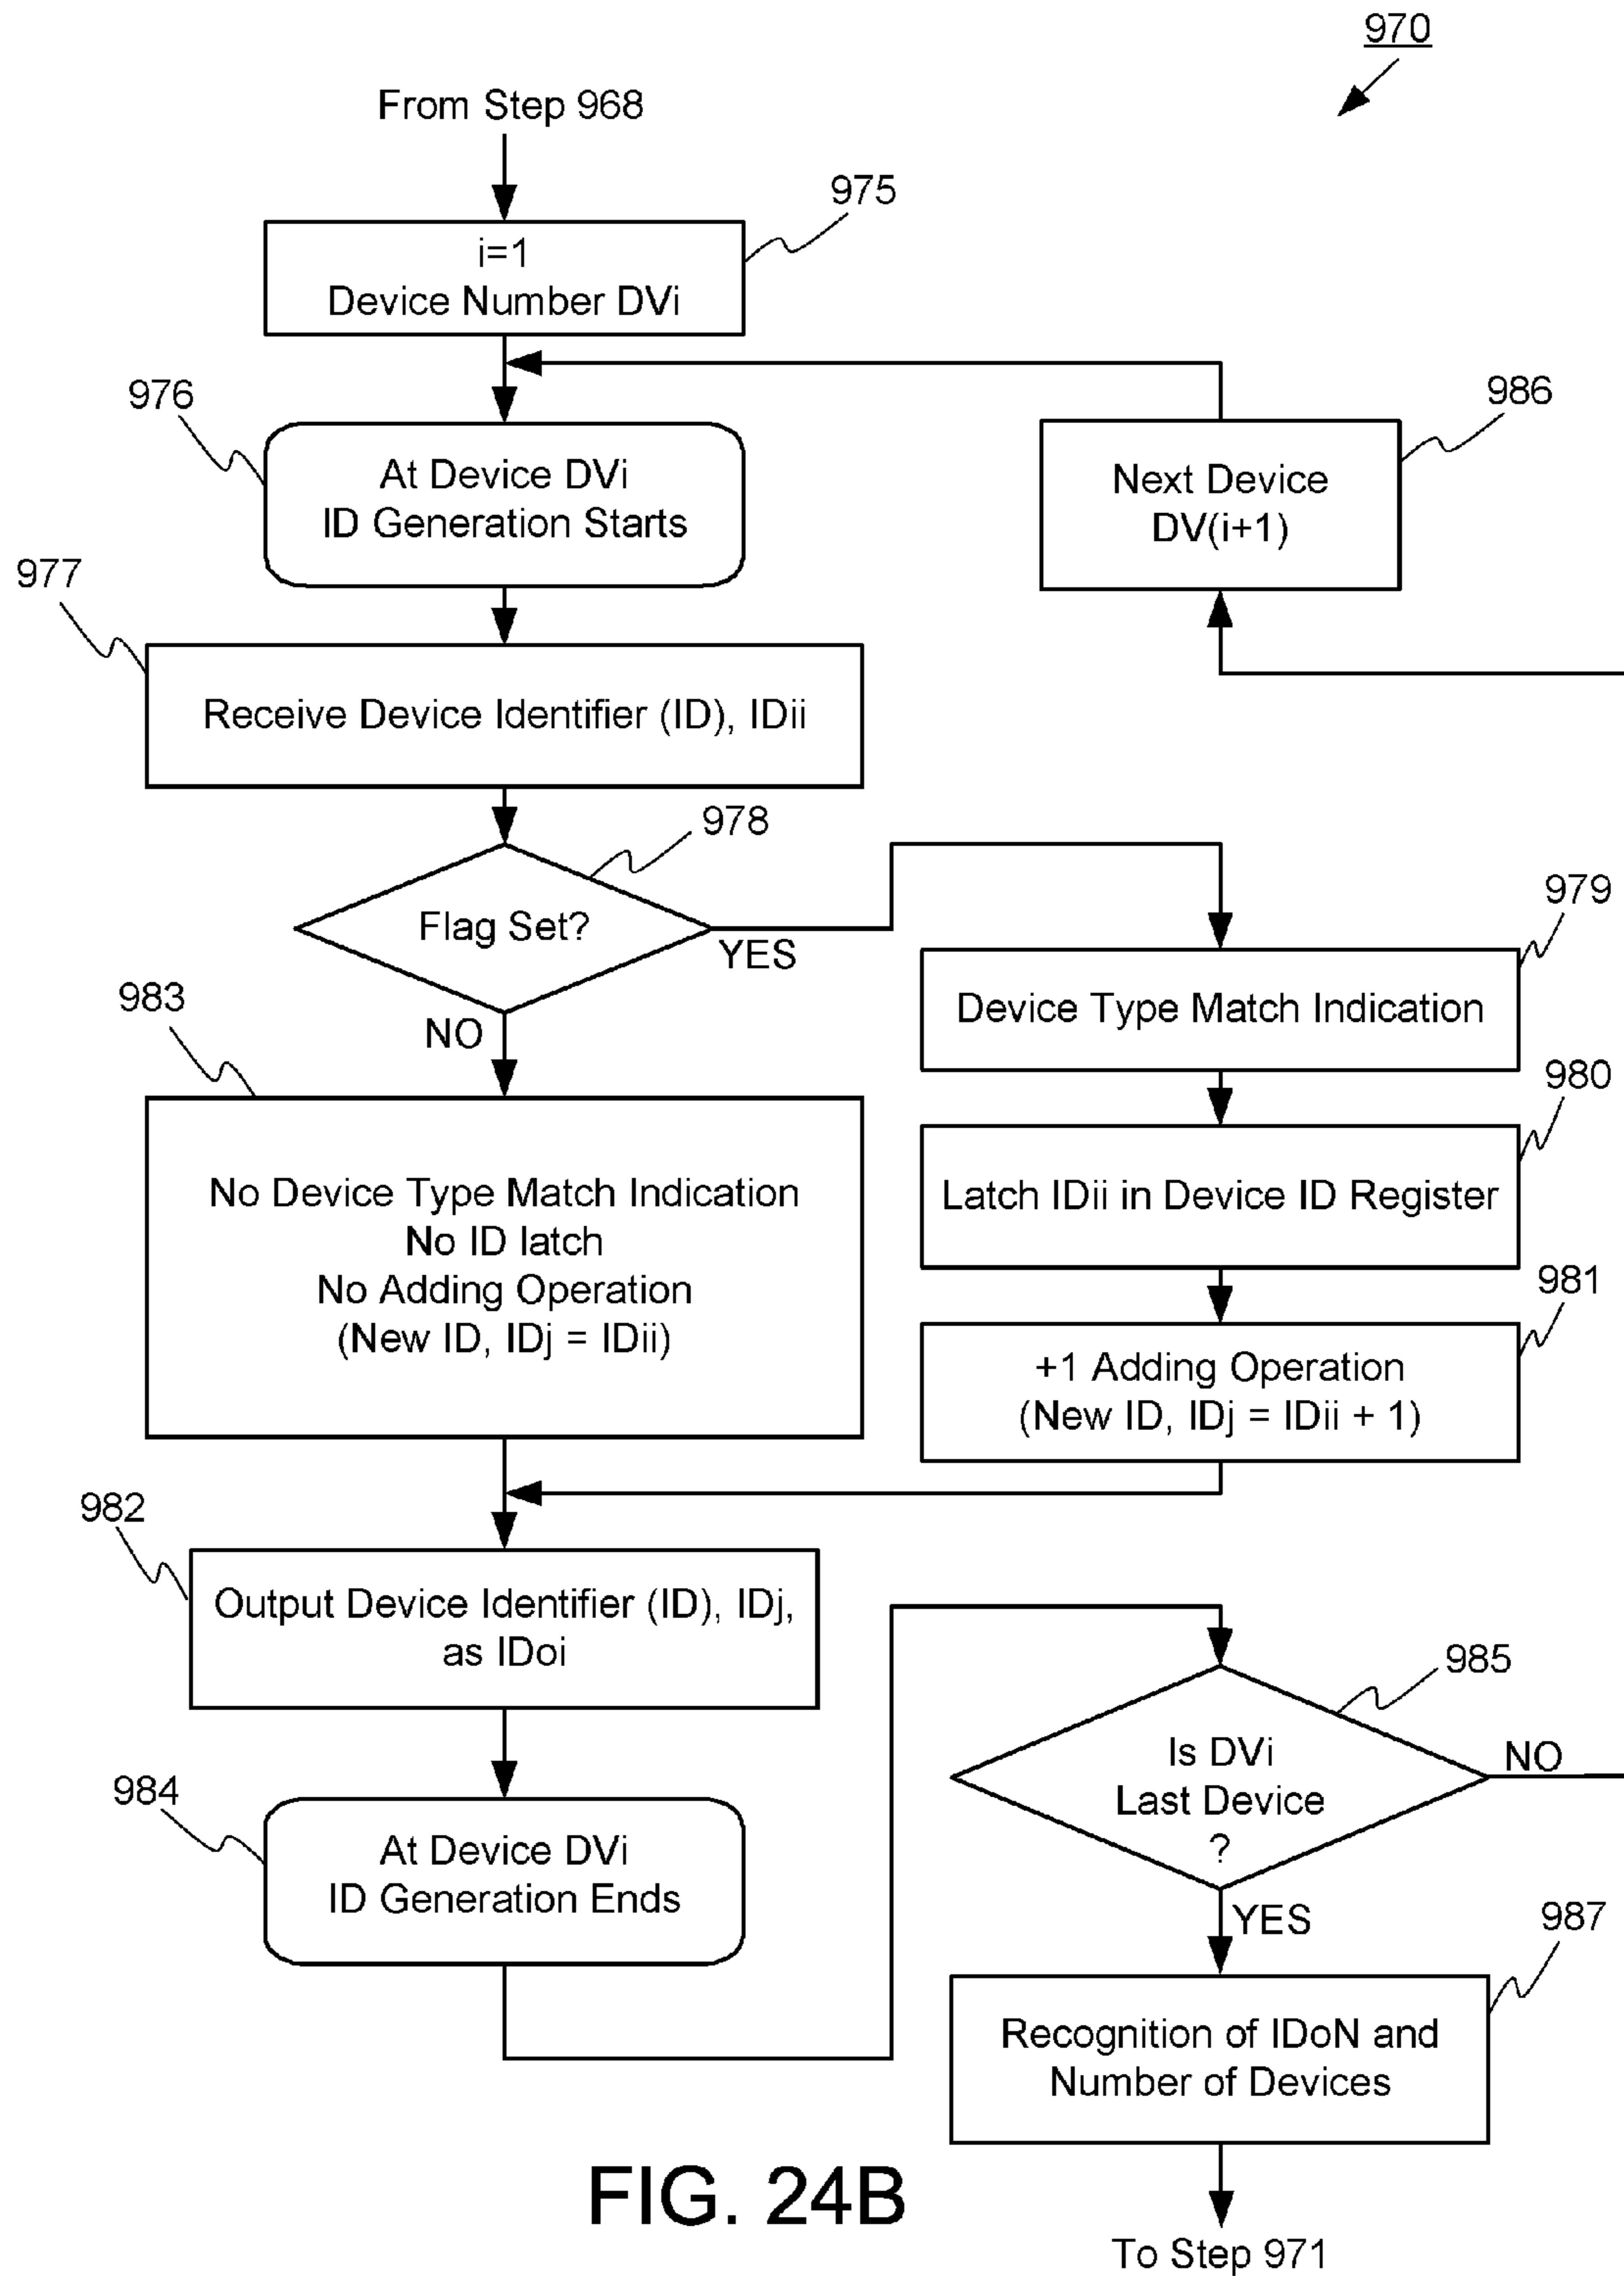 970
From Step 968
975
i=1
Device Number DVi
976
At Device DVi
ID Generation Starts
986
Next Device
DV(i+1)
977
Receive Device Identifier (ID), IDii
978
Flag Set?
YES
NO
979
Device Type Match Indication
980
Latch IDii in Device ID Register
981
+1 Adding Operation
(New ID, IDj = IDii + 1)
983
No Device Type Match Indication
No ID latch
No Adding Operation
(New ID, IDj = IDii)
982
Output Device Identifier (ID), IDj,
as IDoi
984
At Device DVi
ID Generation Ends
985
Is DVi
Last Device
?
NO
YES
987
Recognition of IDoN and
Number of Devices
To Step 971
FIG. 24B